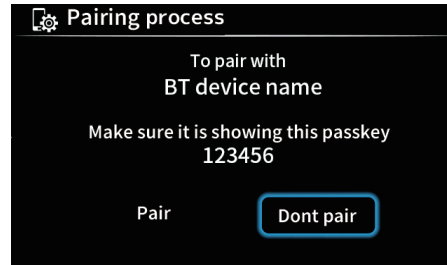 Pairing process
To pair with
BT device name
Make sure it is showing this passkey
123456
Pair
Dont pair